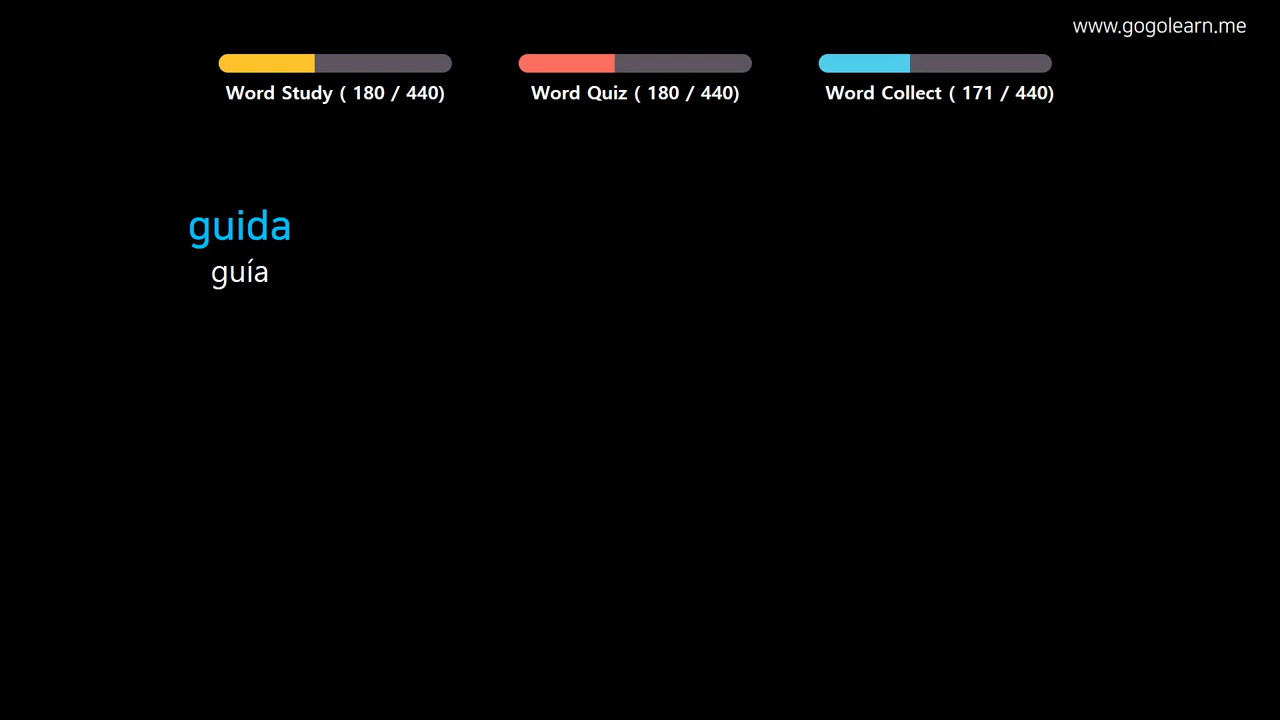 www.gogolearn.me
Word Study ( 180 / 440)
Word Quiz ( 180 / 440)
Word Collect ( 171 / 440)
guida
guía